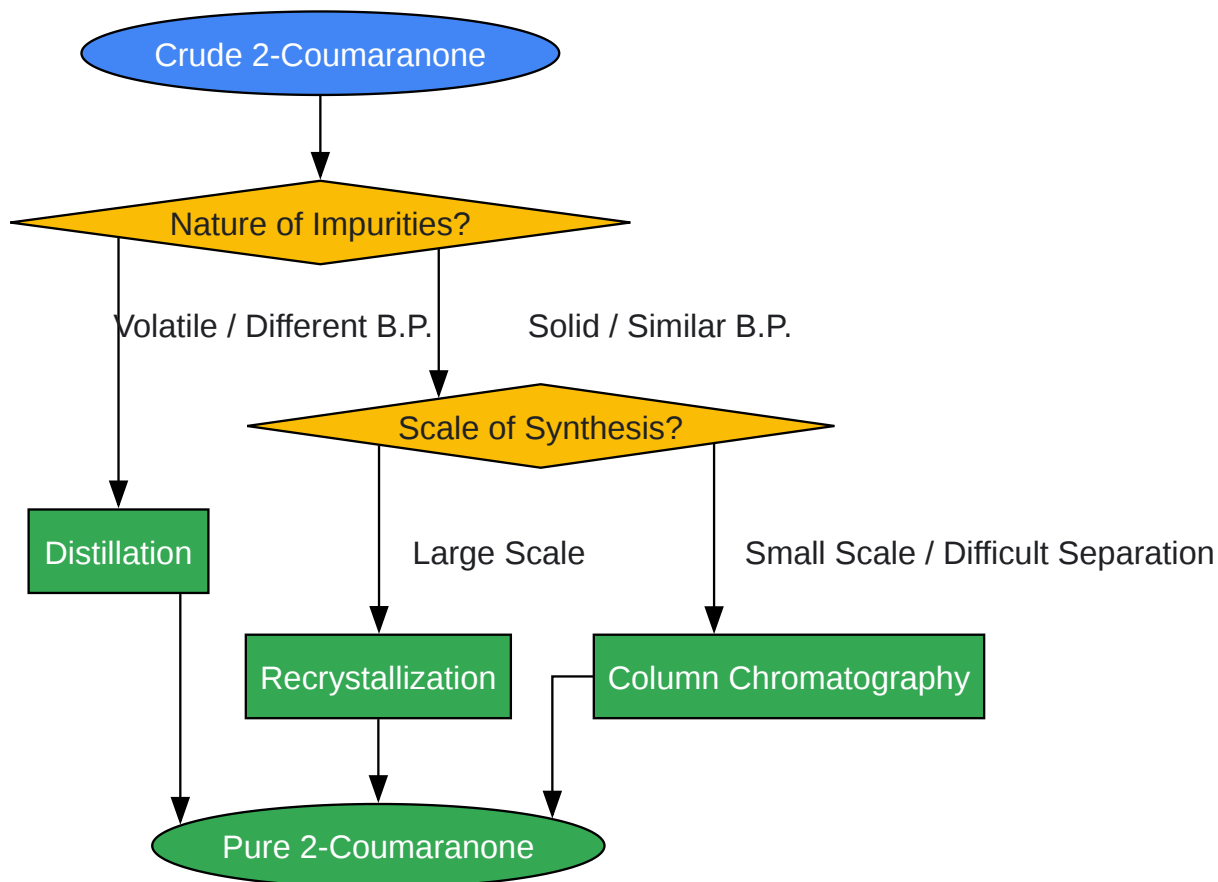 Crude 2-Coumaranone
Nature of Impurities?
Volatile / Different B.P.
Solid / Similar B.P.
Scale of Synthesis?
Distillation
Large Scale
Small Scale / Difficult Separation
Recrystallization
Column Chromatography
Pure 2-Coumaranone